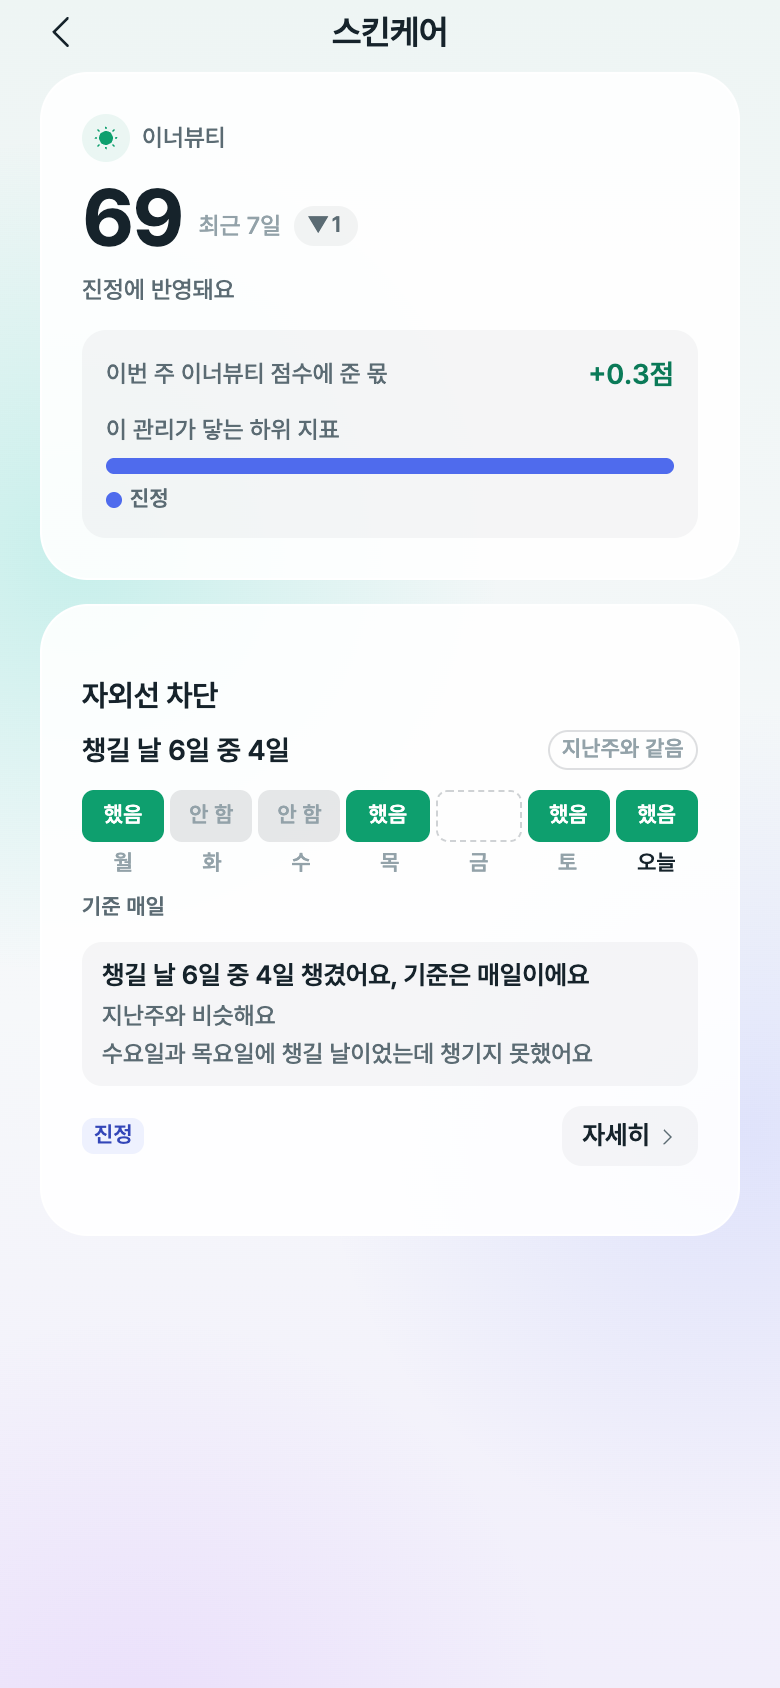 스킨케어
이너뷰티
69 최근 7일 ▼1
진정에 반영돼요
이번 주 이너뷰티 점수에 준 몫 +0.3점
이 관리가 닿는 하위 지표
진정
자외선 차단
챙길 날 6일 중 4일 지난주와 같음
했음 안 함 안 함 했음 했음 했음
월 화 수 목 금 토 오늘
기준 매일
챙길 날 6일 중 4일 챙겼어요, 기준은 매일이에요
지난주와 비슷해요
수요일과 목요일에 챙길 날이었는데 챙기지 못했어요
진정 자세히